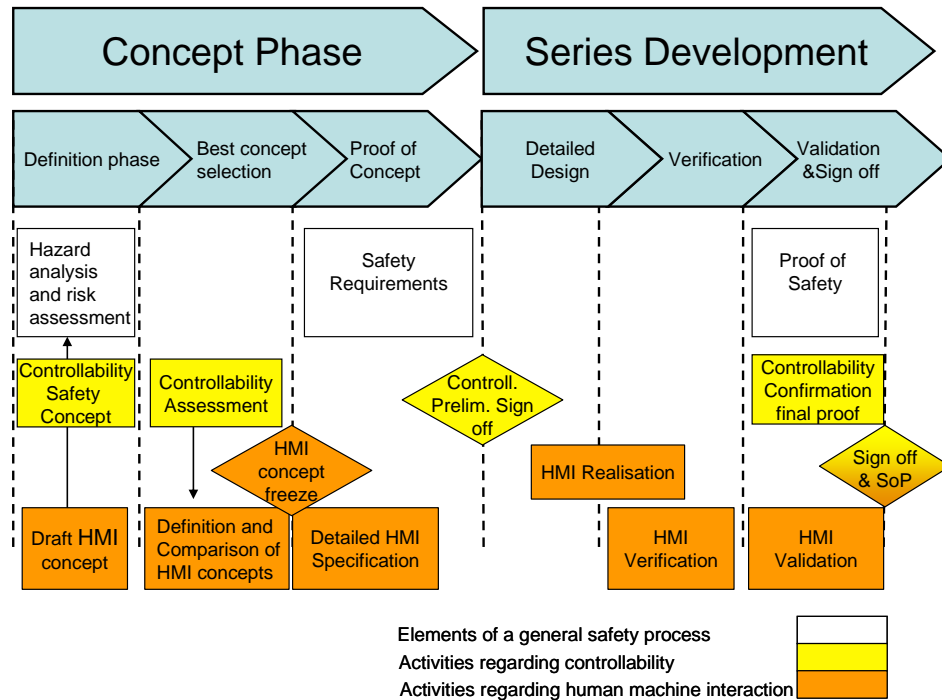 Concept Phase
Series Development
Definition phase
Best concept
selection
Proof of
Concept
Detailed
Design
Verification
Validation
&Sign off
Hazard
analysis
and risk
assessment
Safety
Requirements
Proof of
Safety
Controllability
Safety
Concept
Controllability
Assessment
Controll.
Prelim. Sign
off
Controllability
Confirmation
final proof
HMI
concept
freeze
HMI Realisation
Sign off
& SoP
Draft HMI
concept
Definition and
Comparison of
HMI concepts
Detailed HMI
Specification
HMI
Verification
HMI
Validation
Elements of a general safety process
Activities regarding controllability
Activities regarding human machine interaction